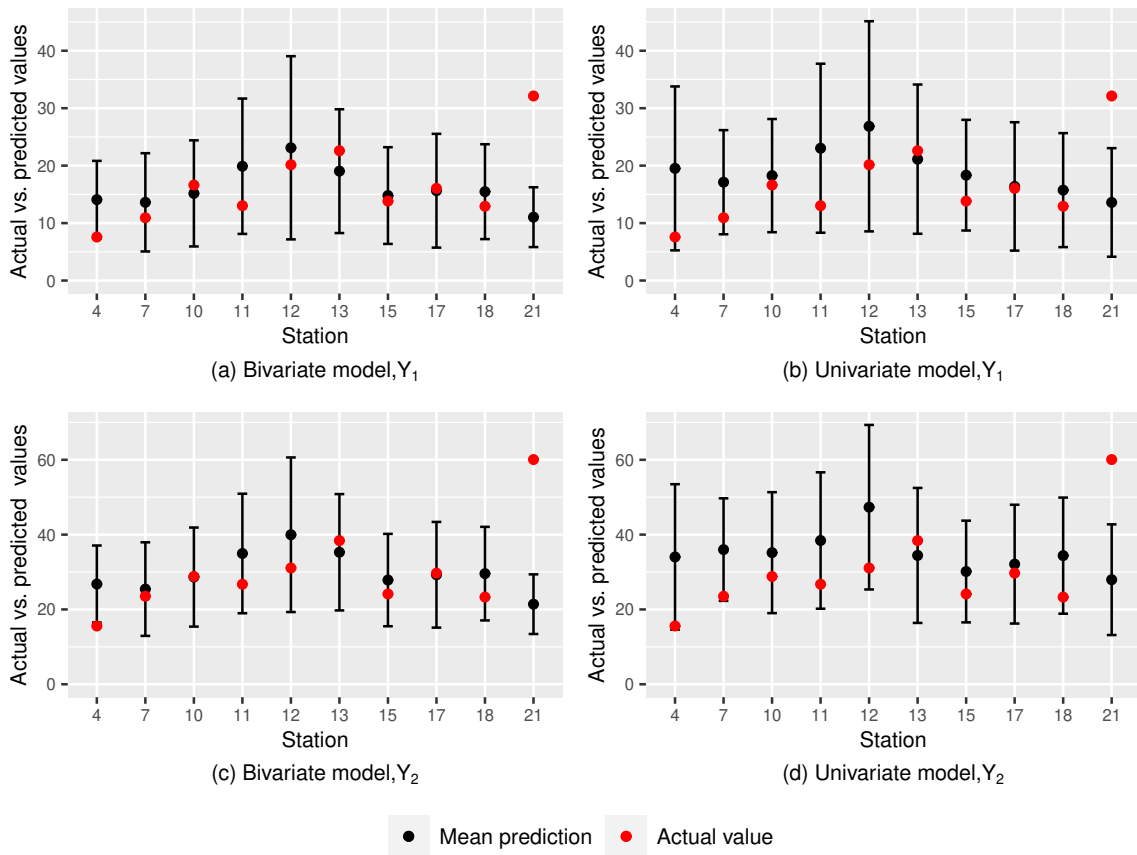 Actual vs. predicted values
40
30
20
10
0
4 7 10 11 12 13 15 17 18 21
Station
(a) Bivariate model,Y₁
Actual vs. predicted values
40
30
20
10
0
4 7 10 11 12 13 15 17 18 21
Station
(b) Univariate model,Y₁
Actual vs. predicted values
60
40
20
0
4 7 10 11 12 13 15 17 18 21
Station
(c) Bivariate model,Y₂
Actual vs. predicted values
60
40
20
0
4 7 10 11 12 13 15 17 18 21
Station
(d) Univariate model,Y₂
Mean prediction Actual value